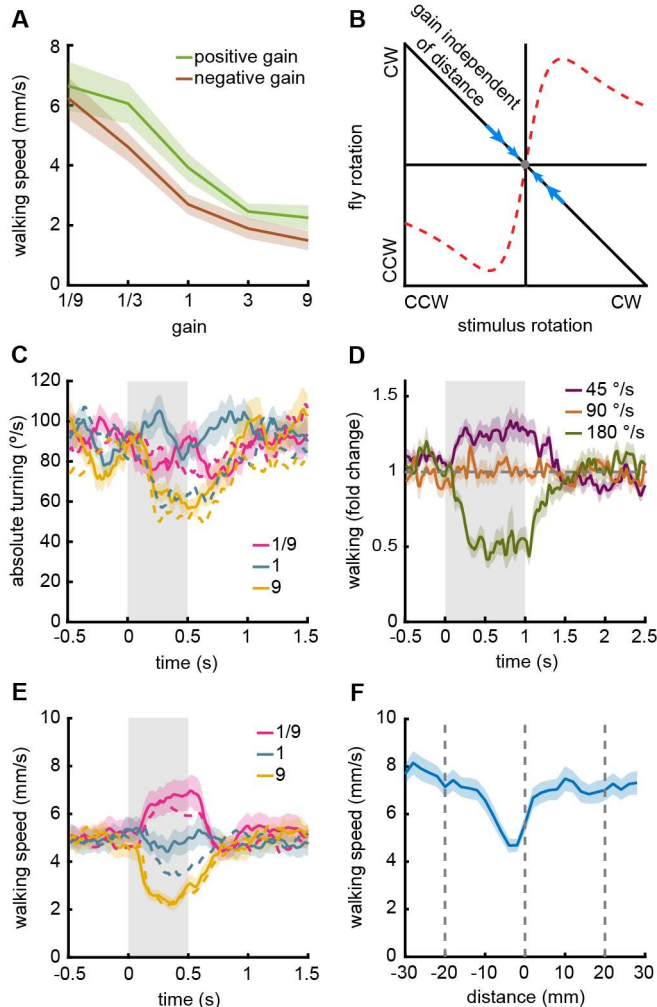 A
walking speed (mm/s)
8
6
4
2
0
1/9 1/3 1 3 9
gain
positive gain
negative gain
B
gain independent
of distance
fly rotation
CW
CCW
CCW CW
stimulus rotation
C
absolute turning (º/s)
120
100
80
60
40
20
0
-0.5 0 0.5 1 1.5
time (s)
1/9
1
9
D
walking (fold change)
1.5
1
0.5
0
-0.5 0 0.5 1 1.5 2 2.5
time (s)
45 °/s
90 °/s
180 °/s
E
walking speed (mm/s)
10
8
6
4
2
0
-0.5 0 0.5 1 1.5
time (s)
1/9
1
9
F
walking speed (mm/s)
10
8
6
4
2
0
-30 -20 -10 0 10 20 30
distance (mm)